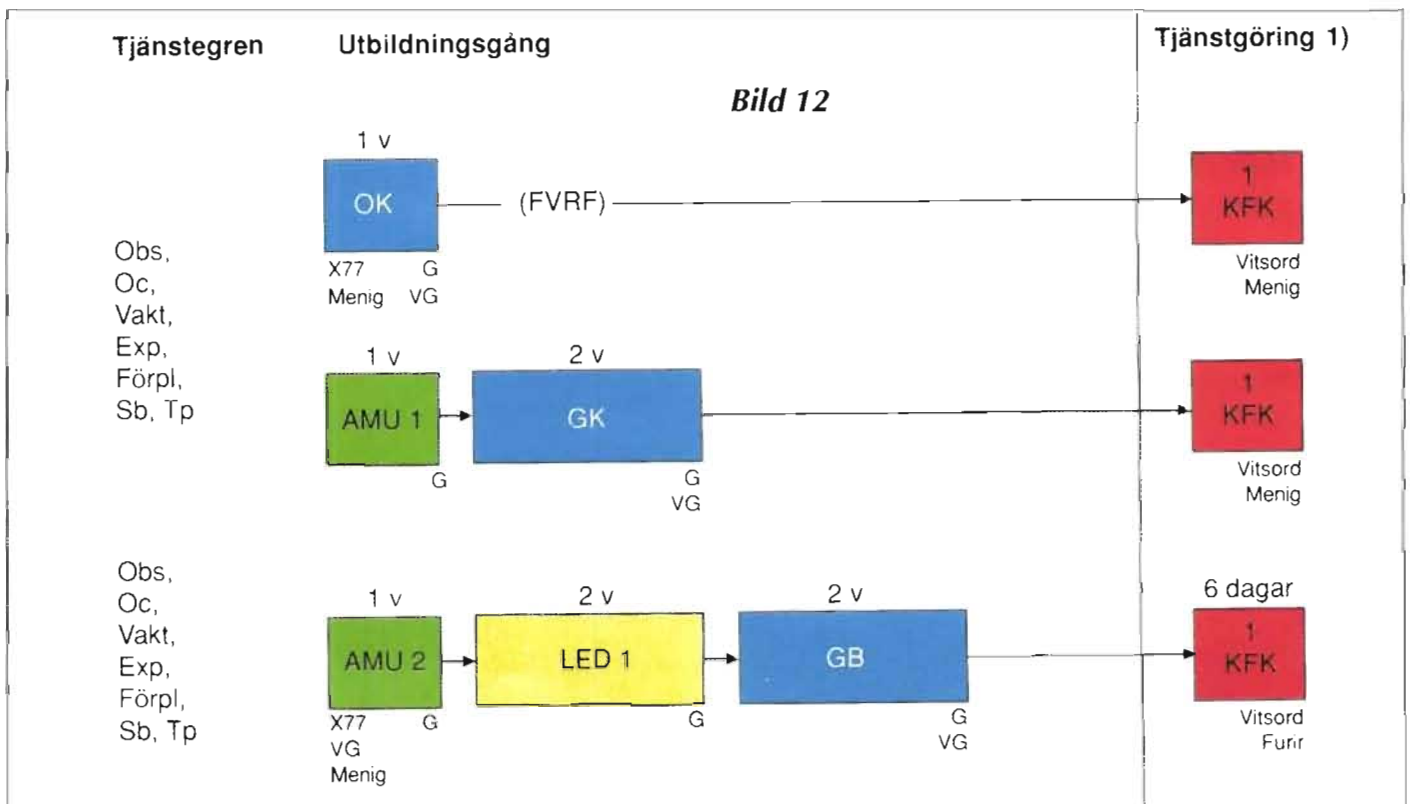 Tjänstegren Utbildningsgång Tjänstgöring 1)
Bild 12
Obs,
Oc,
Vakt,
Exp,
Förpl,
Sb, Tp
1 v
OK (FVRF) 1
KFK
X77 G
Menig VG
Vitsord
Menig
1 v 2 v
AMU 1 GK 1
KFK
G
G
VG
Vitsord
Menig
Obs,
Oc,
Vakt,
Exp,
Förpl,
Sb, Tp
1 v 2 v 2 v 6 dagar
AMU 2 LED 1 GB 1
KFK
X77 G
VG
Menig
G
G
VG
Vitsord
Furir